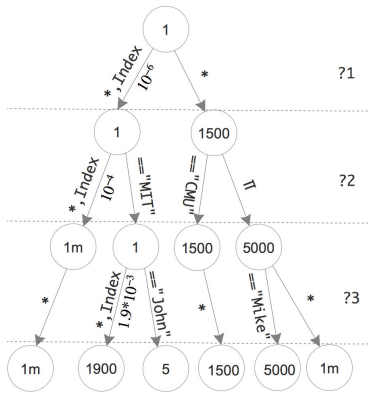 1
*,Index
10⁻⁶
*
?1
1
1500
*,Index
10⁻⁴
=="MIT"
=="CMU"
π
?2
1m
1
1500
5000
*
*,Index
1.9*10⁻³
=="John"
*
=="Mike"
*
?3
1m
1900
5
1500
5000
1m